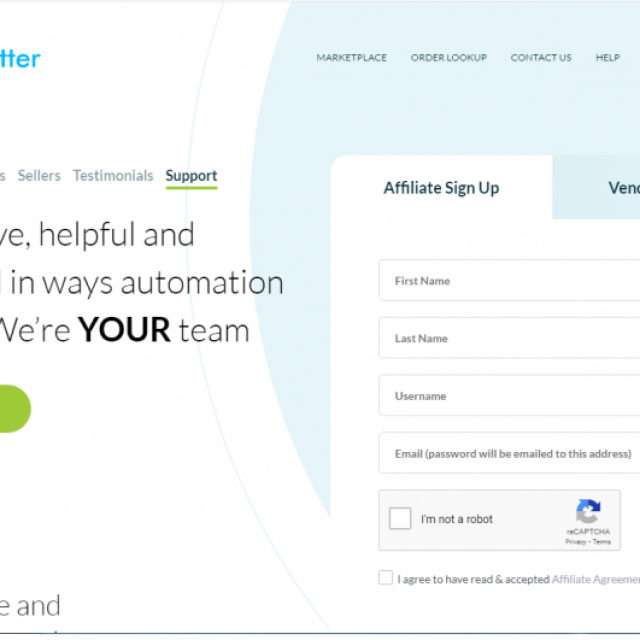 tter
MARKETPLACE ORDER LOOKUP CONTACT US HELP
s Sellers Testimonials Support
ve, helpful and
in ways automation
We're YOUR team
Affiliate Sign Up
Vend
First Name
Last Name
Username
Email (password will be emailed to this address)
I'm not a robot
reCAPTCHA
Privacy - Terms
I agree to have read & accepted Affiliate Agreemen
e and